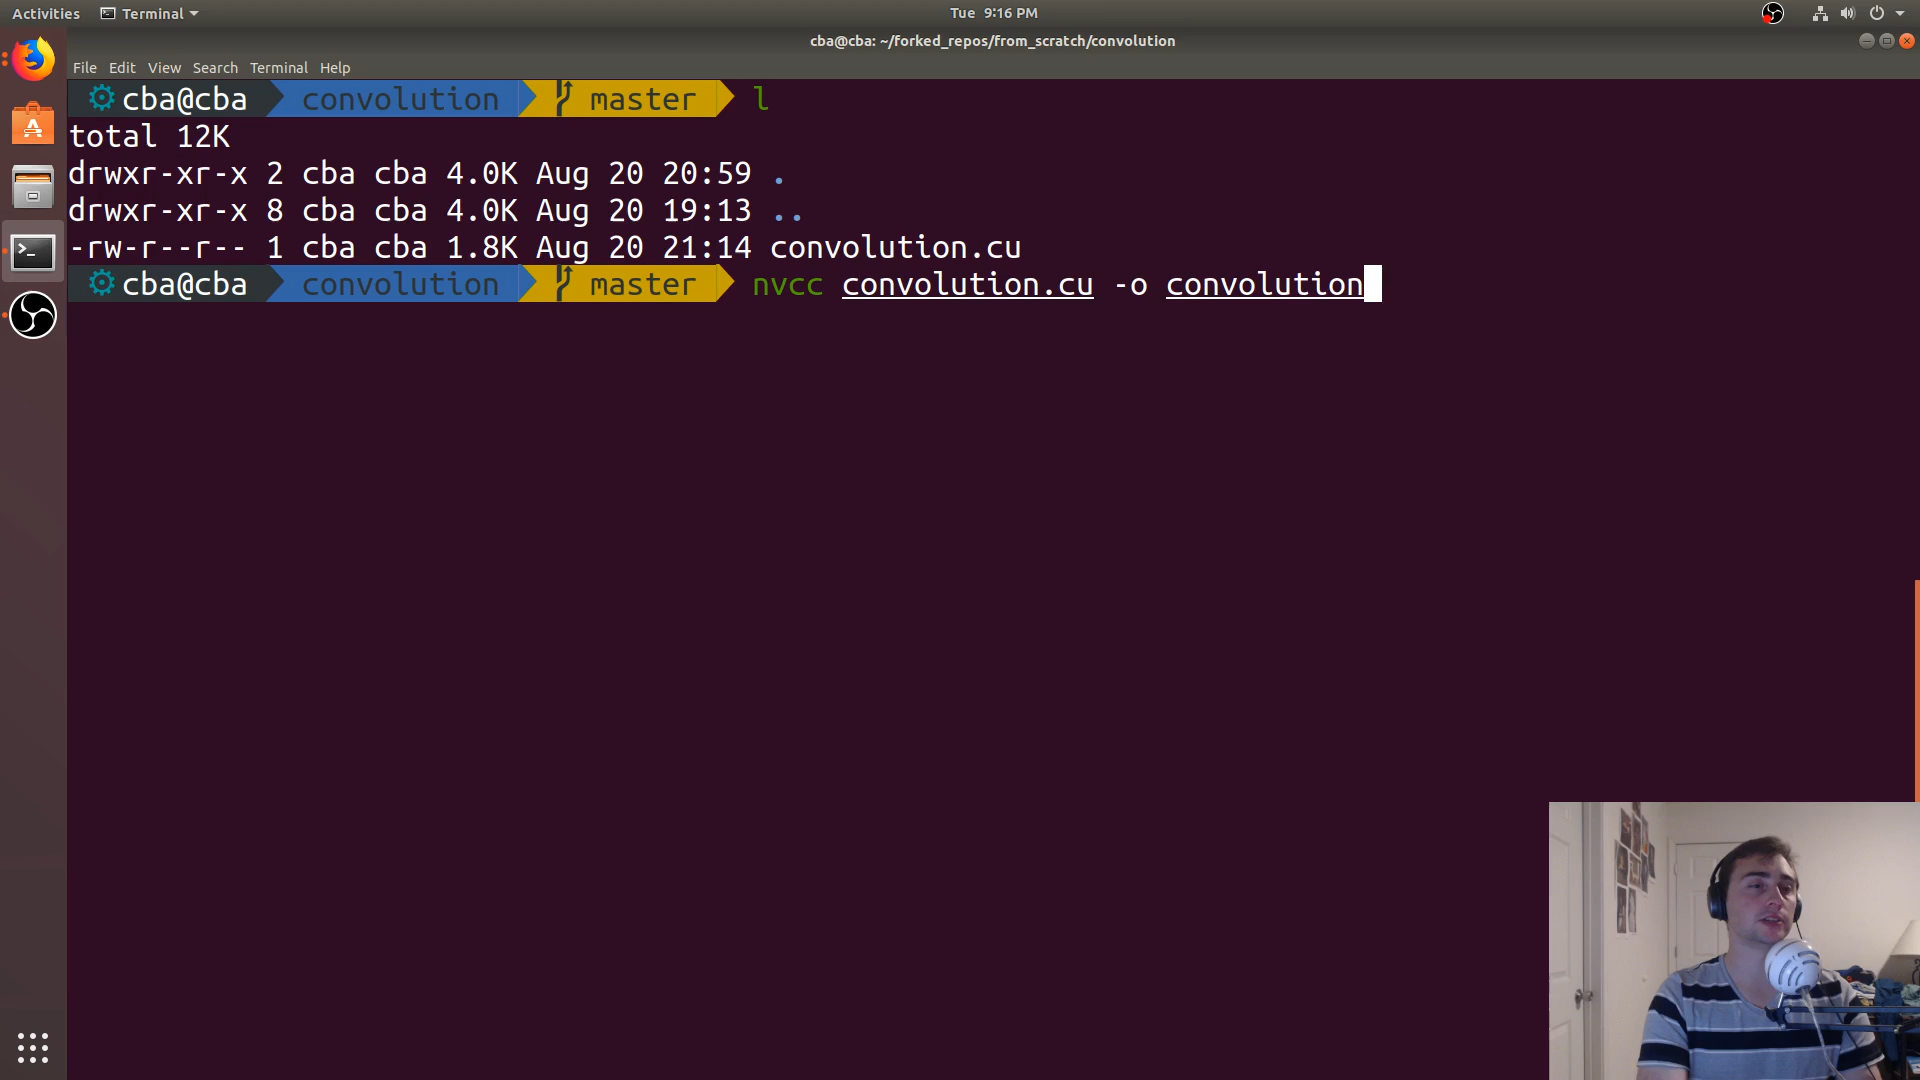 Activities
Terminal
Tue 9:16 PM
cba@cba: ~/forked_repos/from_scratch/convolution
File Edit View Search Terminal Help
cba@cba convolution master l
total 12K
drwxr-xr-x 2 cba cba 4.0K Aug 20 20:59 .
drwxr-xr-x 8 cba cba 4.0K Aug 20 19:13 ..
-rw-r--r-- 1 cba cba 1.8K Aug 20 21:14 convolution.cu
cba@cba convolution master nvcc convolution.cu -o convolution